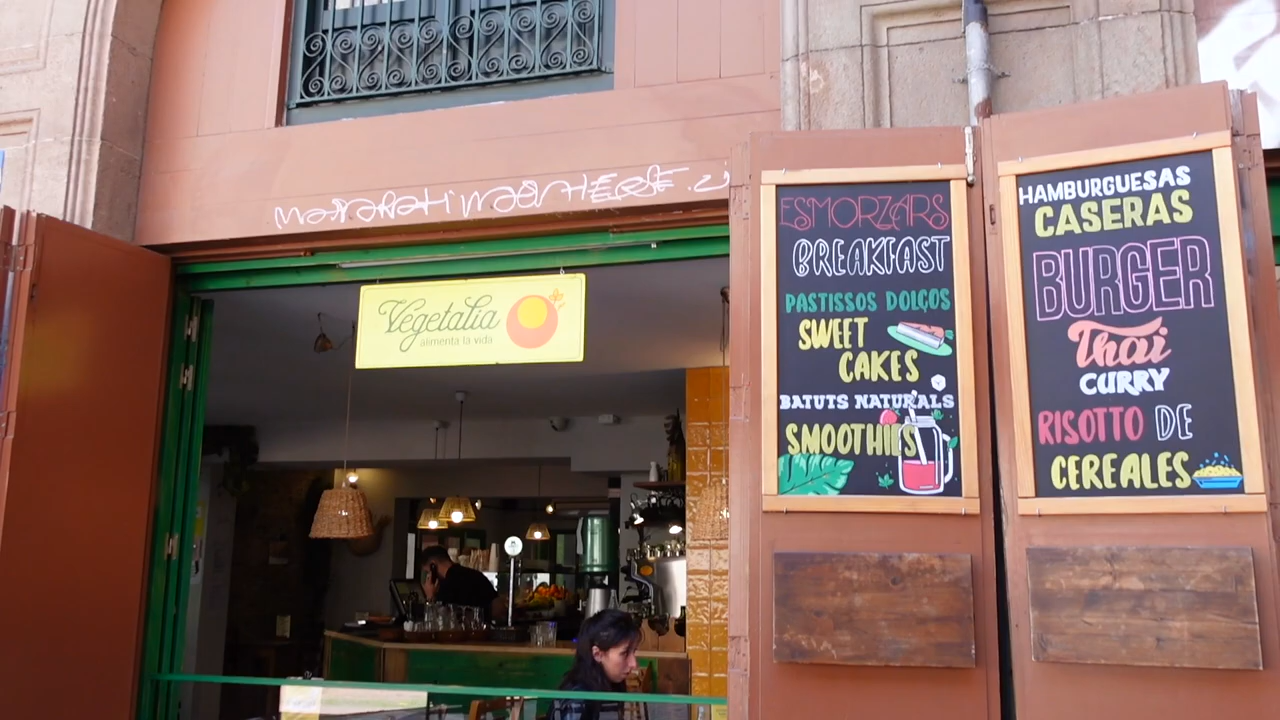 Vegetalia
alimenta la vida
ESMORZARS
BREAKFAST
PASTISSOS DOLÇOS
SWEET
CAKES
BATUTS NATURALS
SMOOTHIES
HAMBURGUESAS
CASERAS
BURGER
Thai
CURRY
RISOTTO DE
CEREALES